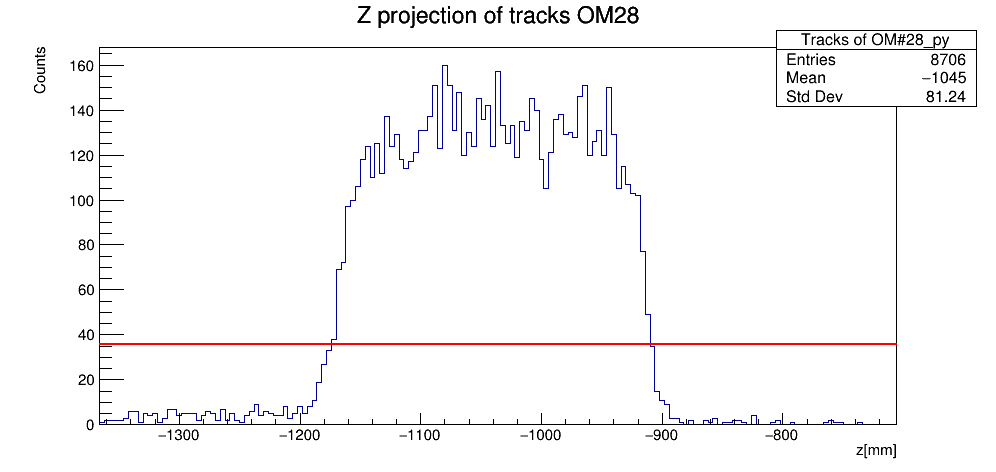 Z projection of tracks OM28
Tracks of OM#28_py
Entries 8706
Mean −1045
Std Dev 81.24
Counts
160
140
120
100
80
60
40
20
0
−1300 −1200 −1100 −1000 −900 −800
z[mm]